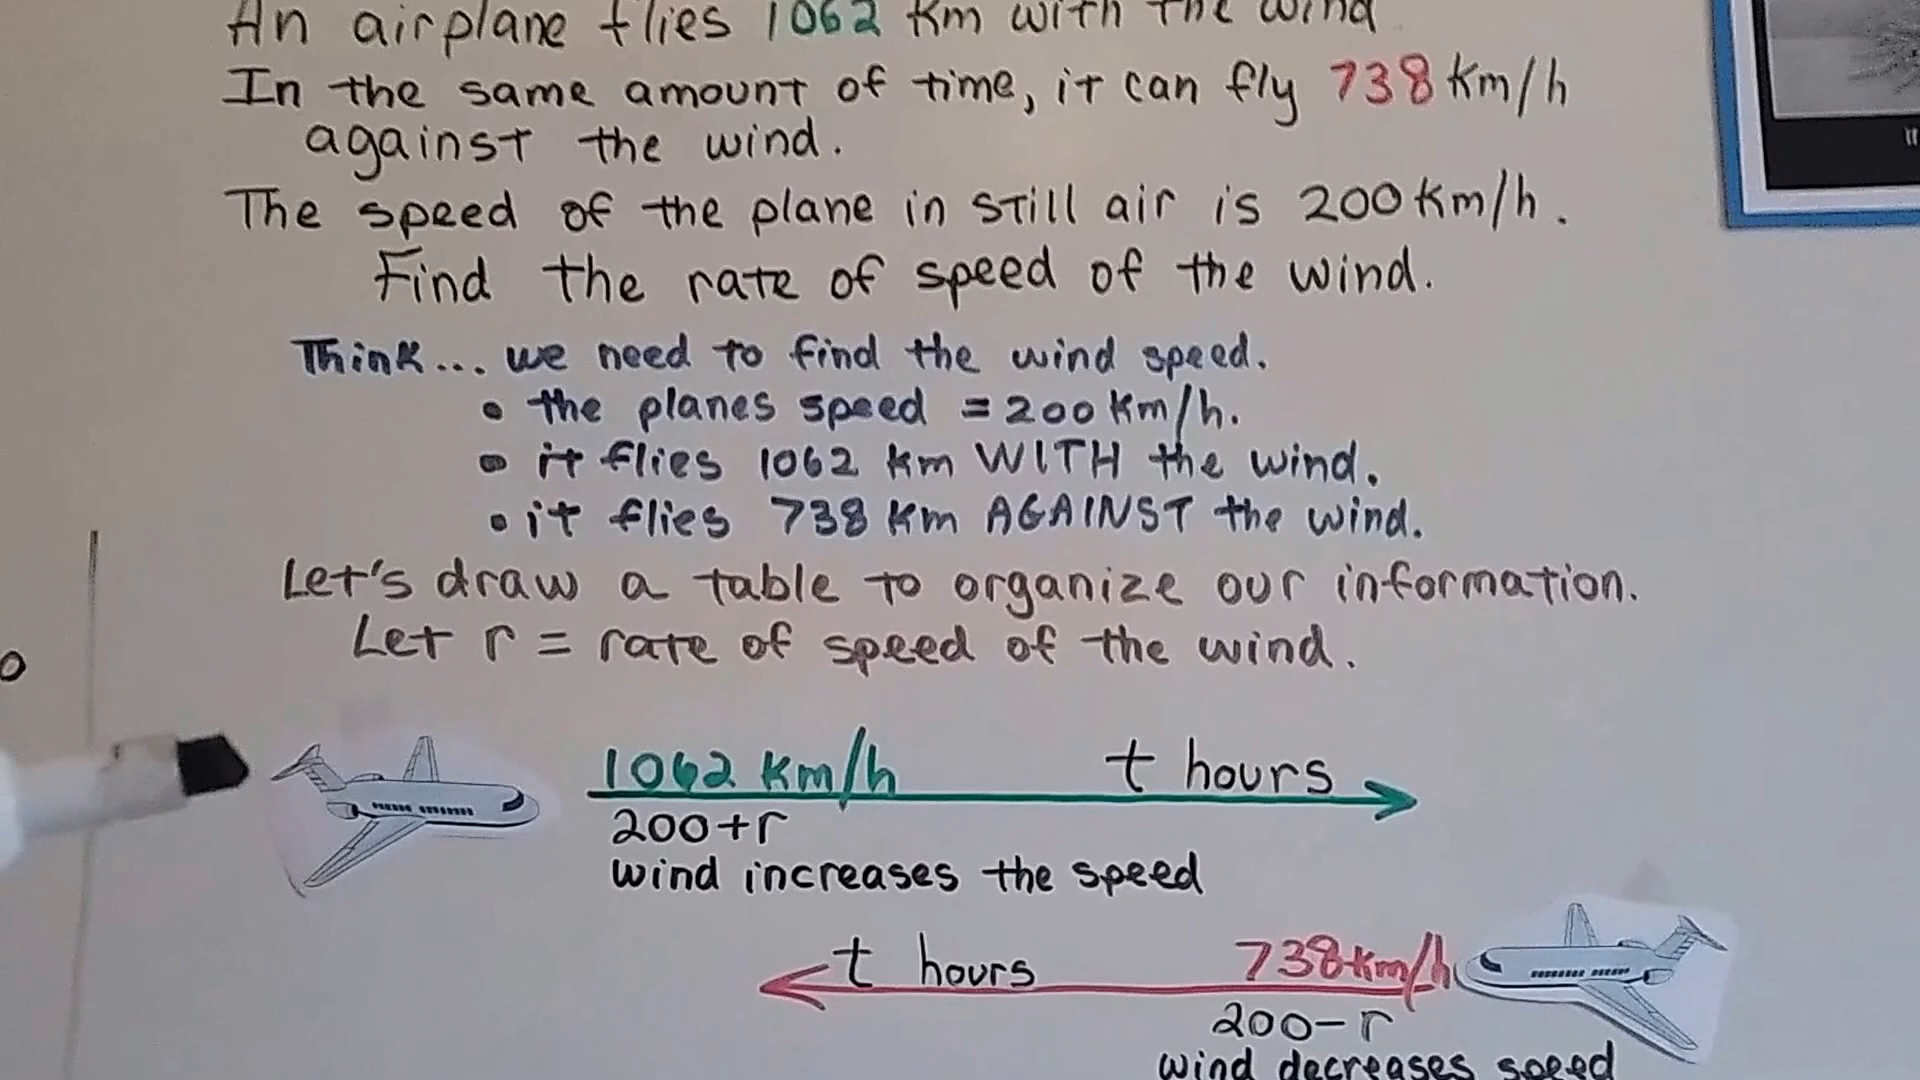 An airplane flies 1062 Km with the wind
In the same amount of time, it can fly 738 Km/h
against the wind.
The speed of the plane in still air is 200 Km/h.
Find the rate of speed of the wind.
Think... we need to find the wind speed.
• the planes speed = 200 Km/h.
• it flies 1062 km WITH the wind.
• it flies 738 Km AGAINST the wind.
Let's draw a table to organize our information.
Let r = rate of speed of the wind.
1062 Km/h t hours
200+r
wind increases the speed
t hours 738 km/h
200-r
wind decreases speed